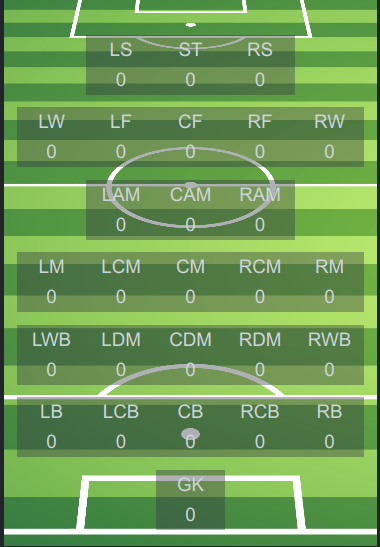 LS ST RS
0 0 0
LW LF CF RF RW
0 0 0 0 0
LAM CAM RAM
0 0 0
LM LCM CM RCM RM
0 0 0 0 0
LWB LDM CDM RDM RWB
0 0 0 0 0
LB LCB CB RCB RB
0 0 0 0 0
GK
0